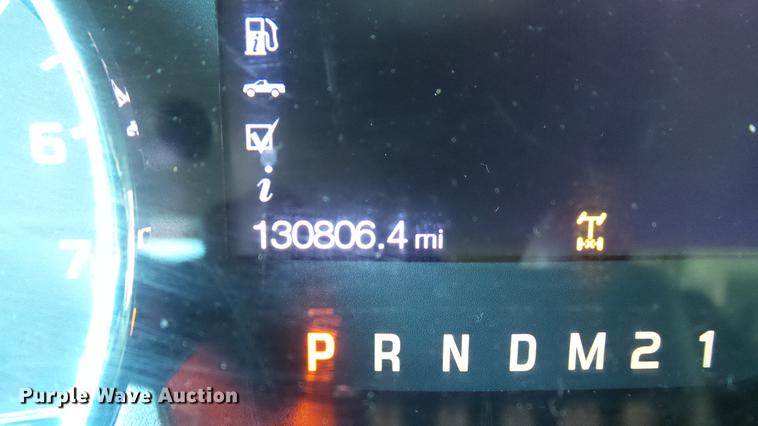 6
i
7
130806.4 mi
P R N D M 2 1
Purple Wave Auction